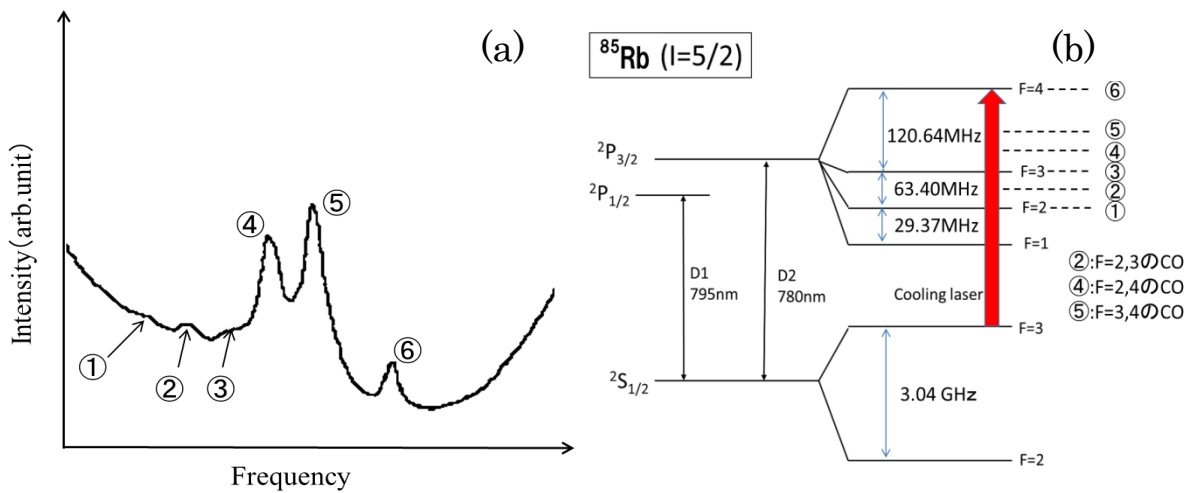 (a)
Intensity(arb.unit)
①
②
③
④
⑤
⑥
Frequency
(b)
⁸⁵Rb (I=5/2)
²P₃/₂
²P₁/₂
²S₁/₂
D1
795nm
D2
780nm
120.64MHz
63.40MHz
29.37MHz
3.04 GHz
Cooling laser
F=4
F=3
F=2
F=1
F=3
F=2
⑥
⑤
④
③
②
①
②:F=2,3のCO
④:F=2,4のCO
⑤:F=3,4のCO